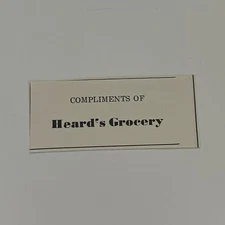 COMPLIMENTS OF
Heard's Grocery